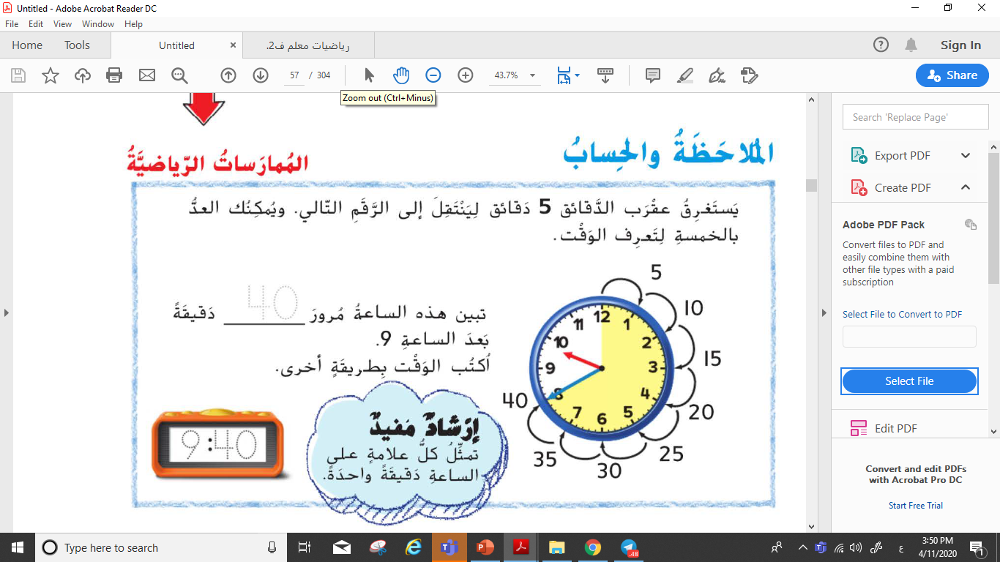 Untitled - Adobe Acrobat Reader DC
File Edit View Window Help
Home Tools Untitled × رياضيات معلم ف2. Sign In
57 / 304 43.7% Share
Zoom out (Ctrl+Minus)
المُلاحَظَةُ والحِسابُ
المُمارَساتُ الرّياضيَّةُ
يَستَغرِقُ عقْرَب الدَّقائق 5 دَقائق لِيَنْتَقِلَ إلى الرَّقَمِ التّالي. ويُمكِنُك العدُّ
بالخمسةِ لِتَعرِف الوَقْت.
5
10
15
20
25
30
35
40
12
1
2
3
4
5
6
7
8
9
10
11
تبين هذه الساعةُ مُرورَ 40 دَقيقَةً
بَعدَ الساعةِ 9.
اُكتُب الوَقْت بِطريقَةٍ أخرى.
9:40
إرْشادٌ مَفيدٌ
تمثِّلُ كلُّ علامةٍ على
الساعةِ دَقيقَةً واحدَةً.
Search 'Replace Page'
Export PDF
Create PDF
Adobe PDF Pack
Convert files to PDF and
easily combine them with
other file types with a paid
subscription
Select File to Convert to PDF
Select File
Edit PDF
Convert and edit PDFs
with Acrobat Pro DC
Start Free Trial
Type here to search
.48
ع
3:50 PM
4/11/2020
1